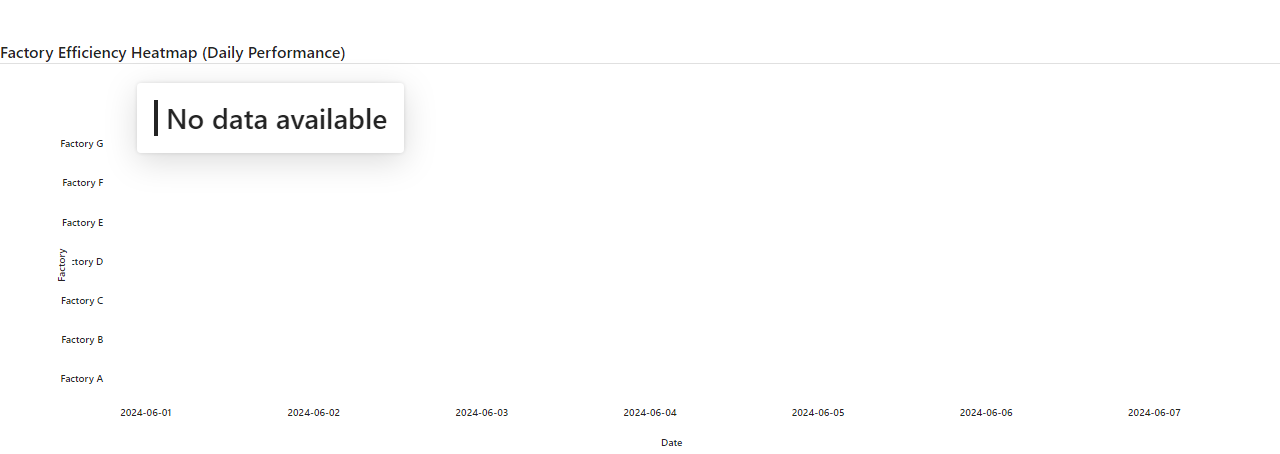 Factory Efficiency Heatmap (Daily Performance)
No data available
Factory G
Factory F
Factory E
Factory
ctory D
Factory C
Factory B
Factory A
2024-06-01 2024-06-02 2024-06-03 2024-06-04 2024-06-05 2024-06-06 2024-06-07
Date